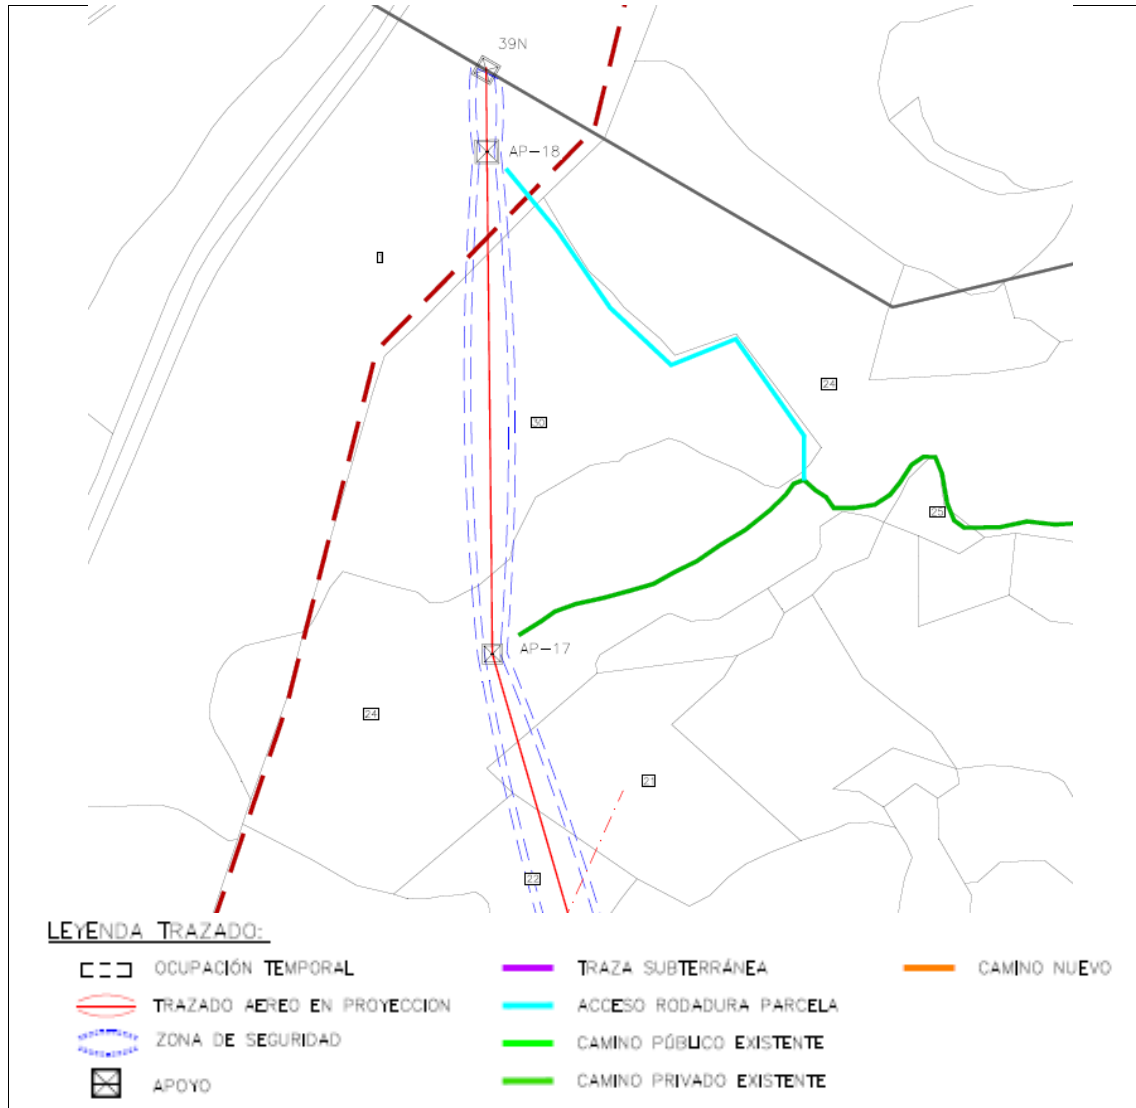 39N
AP-18
24
30
25
AP-17
24
21
22
LEYENDA TRAZADO:
OCUPACIÓN TEMPORAL
TRAZADO AEREO EN PROYECCION
ZONA DE SEGURIDAD
APOYO
TRAZA SUBTERRÁNEA
ACCESO RODADURA PARCELA
CAMINO PÚBLICO EXISTENTE
CAMINO PRIVADO EXISTENTE
CAMINO NUEVO